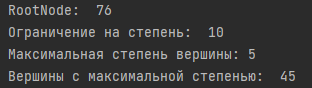 RootNode:  76
Ограничение на степень:  10
Максимальная степень вершины: 5
Вершины с максимальной степенью:  45